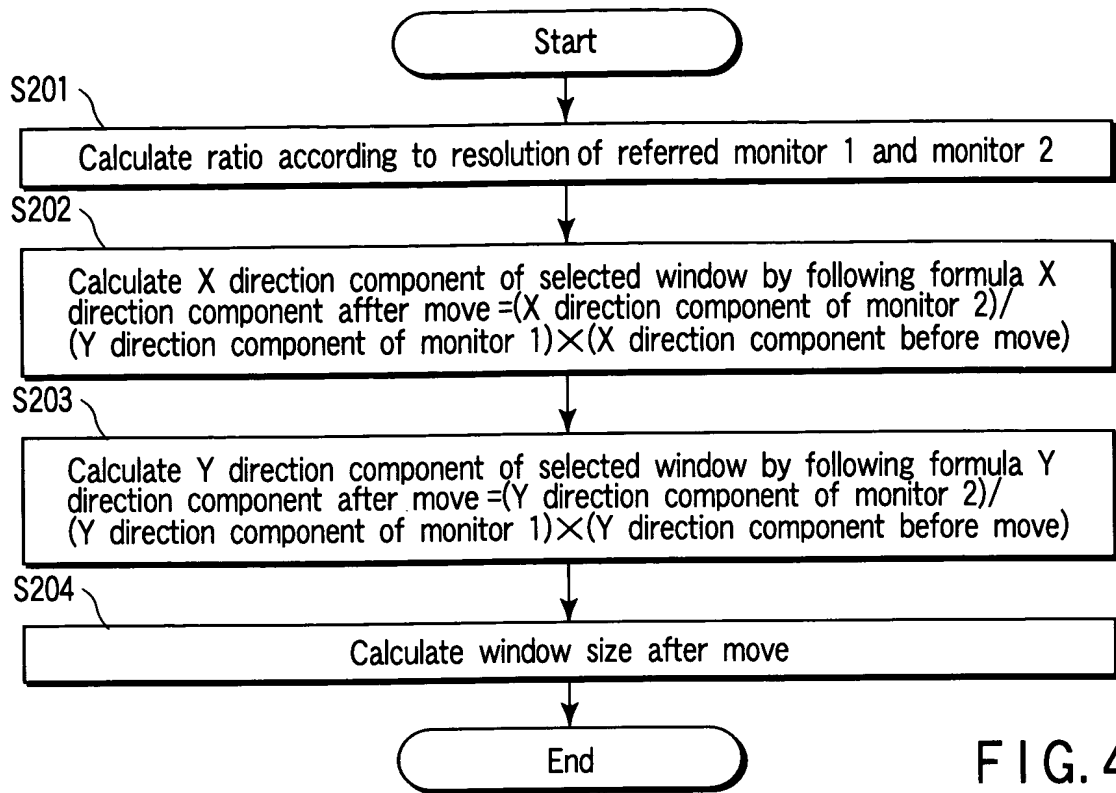 Start
S201
Calculate ratio according to resolution of referred monitor 1 and monitor 2
S202
Calculate X direction component of selected window by following formula X
direction component affter move =(X direction component of monitor 2)/
(Y direction component of monitor 1)×(X direction component before move)
S203
Calculate Y direction component of selected window by following formula Y
direction component after move =(Y direction component of monitor 2)/
(Y direction component of monitor 1)×(Y direction component before move)
S204
Calculate window size after move
End
FIG. 4